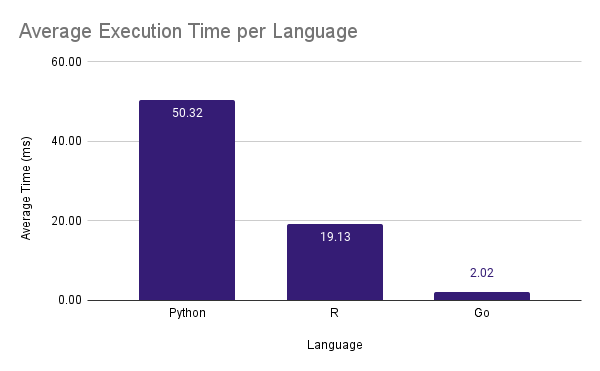 Average Execution Time per Language
60.00
40.00
20.00
0.00
Average Time (ms)
50.32
19.13
2.02
Python
R
Go
Language